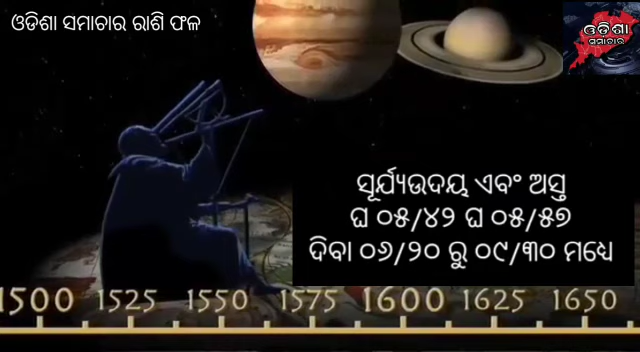 ଓଡିଶା ସମାଚାର ରାଶି ଫଳ
ଓଡ଼ିଶା
ସମାଚାର
ସୂର୍ଯ୍ୟଉଦୟ ଏବଂ ଅସ୍ତ
ଘ ୦୫/୪୨ ଘ ୦୫/୫୭
ଦିବା ୦୬/୨୦ ରୁ ୦୯/୩୦ ମଧ୍ୟେ
1500 1525 1550 1575 1600 1625 1650